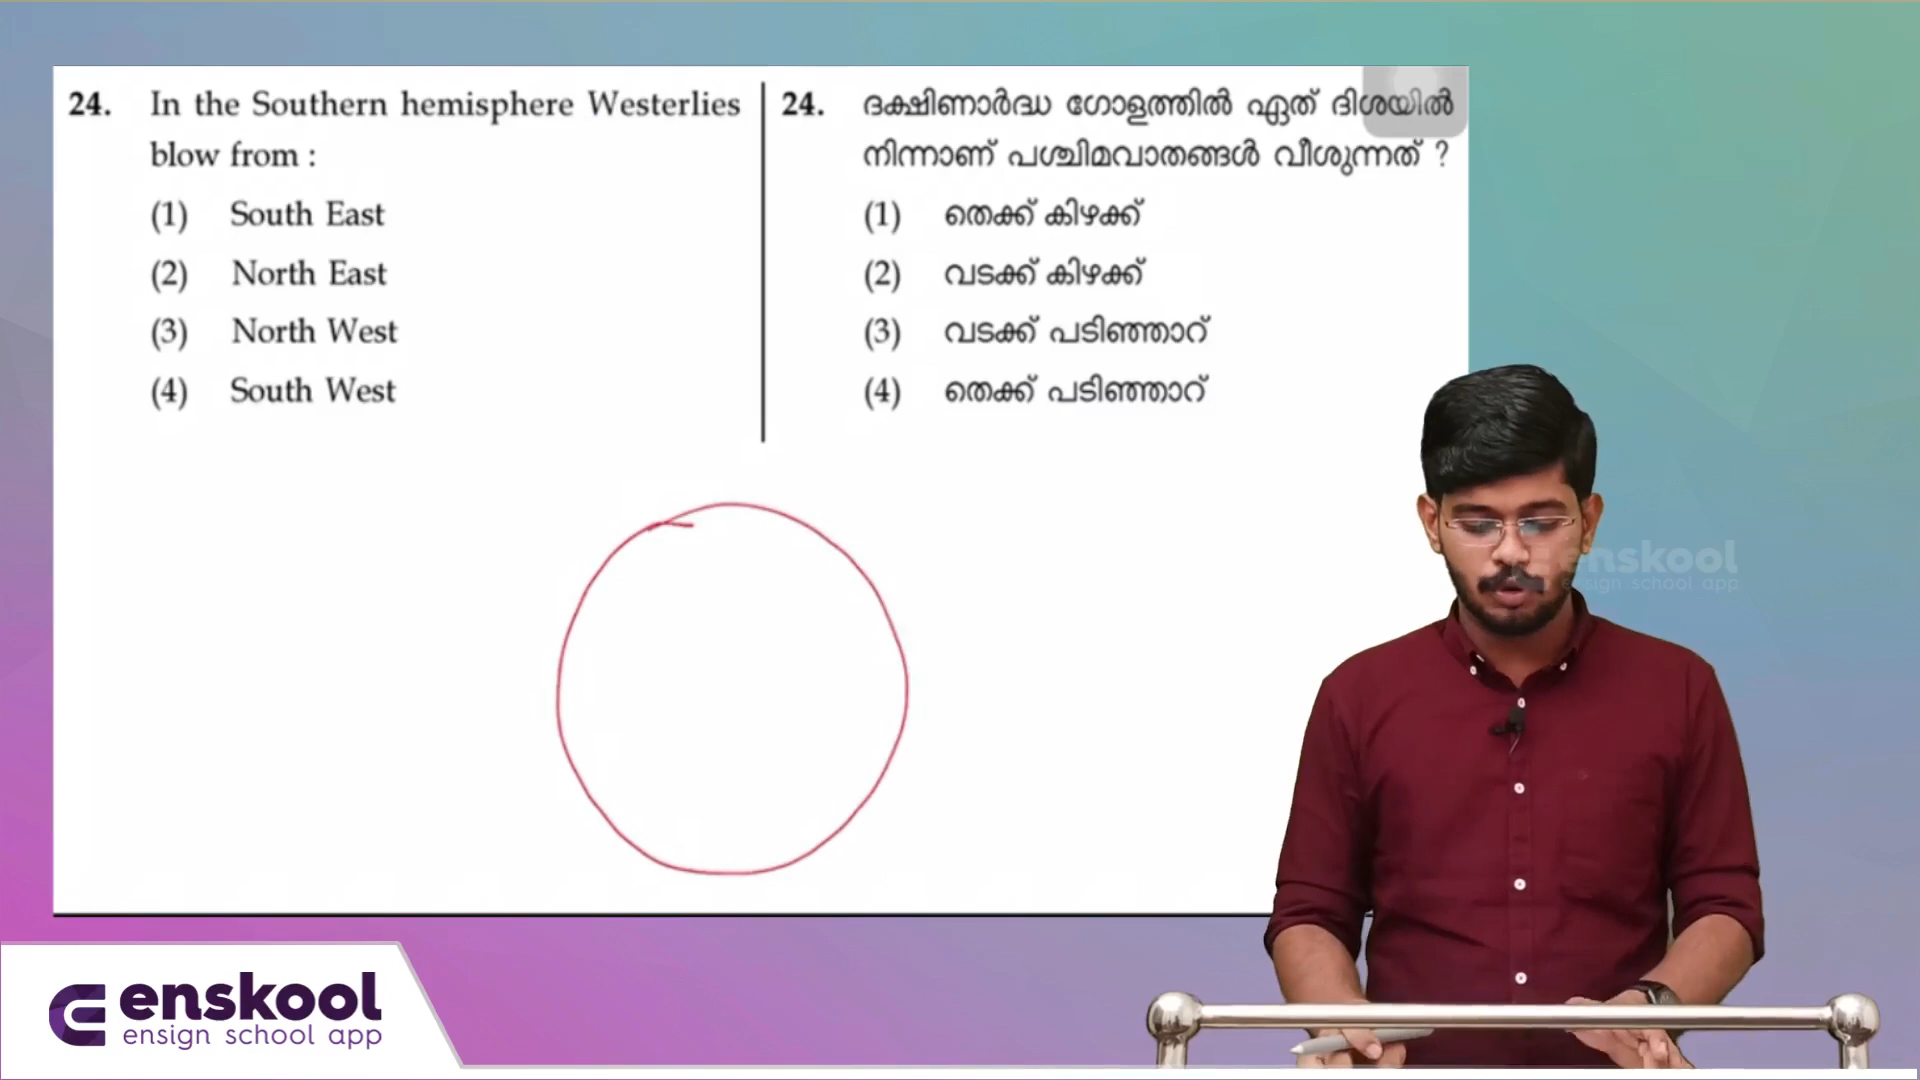 24. In the Southern hemisphere Westerlies
blow from :
(1) South East
(2) North East
(3) North West
(4) South West
24. ദക്ഷിണാർദ്ധ ഗോളത്തിൽ ഏത് ദിശയിൽ
നിന്നാണ് പശ്ചിമവാതങ്ങൾ വീശുന്നത് ?
(1) തെക്ക് കിഴക്ക്
(2) വടക്ക് കിഴക്ക്
(3) വടക്ക് പടിഞ്ഞാറ്
(4) തെക്ക് പടിഞ്ഞാറ്
enskool
ensign school app
enskool
ensign school app